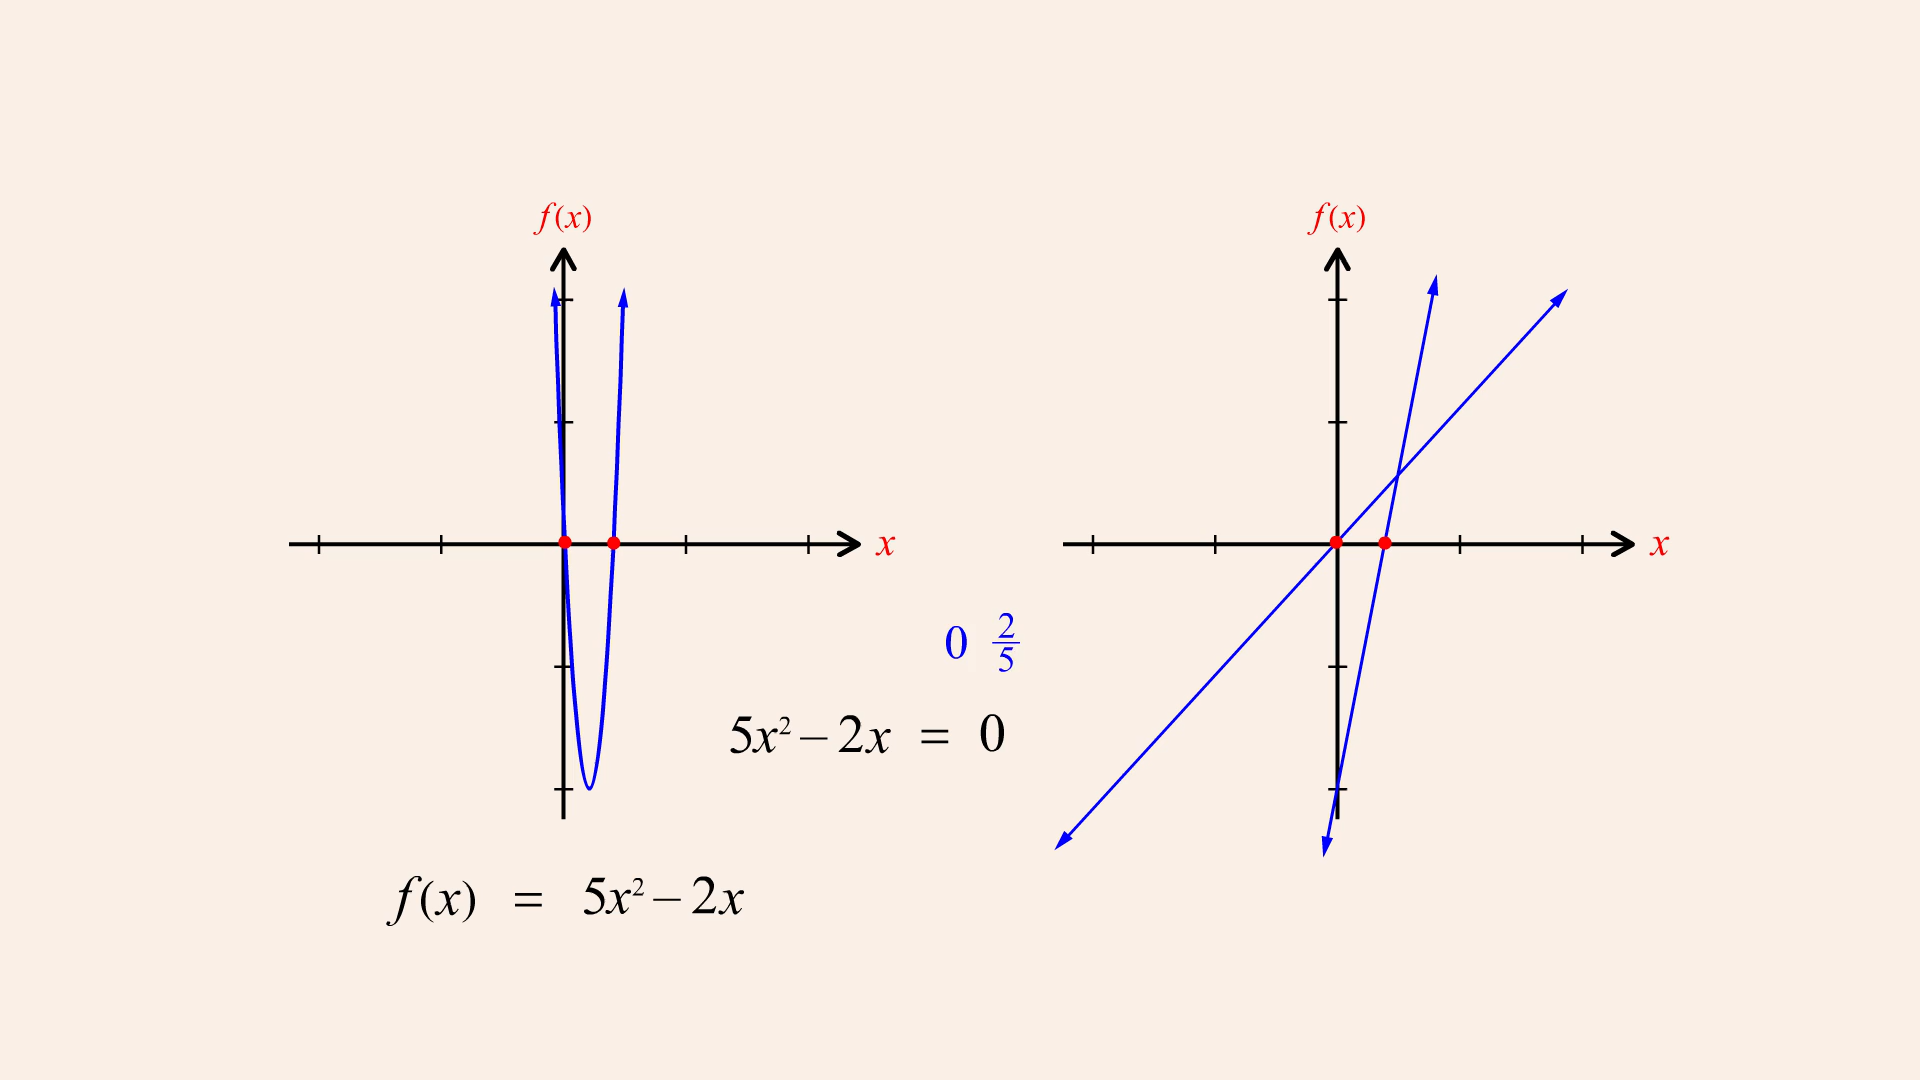 f(x) f(x)
x x
0 2/5
5x² – 2x = 0
f(x) = 5x² – 2x